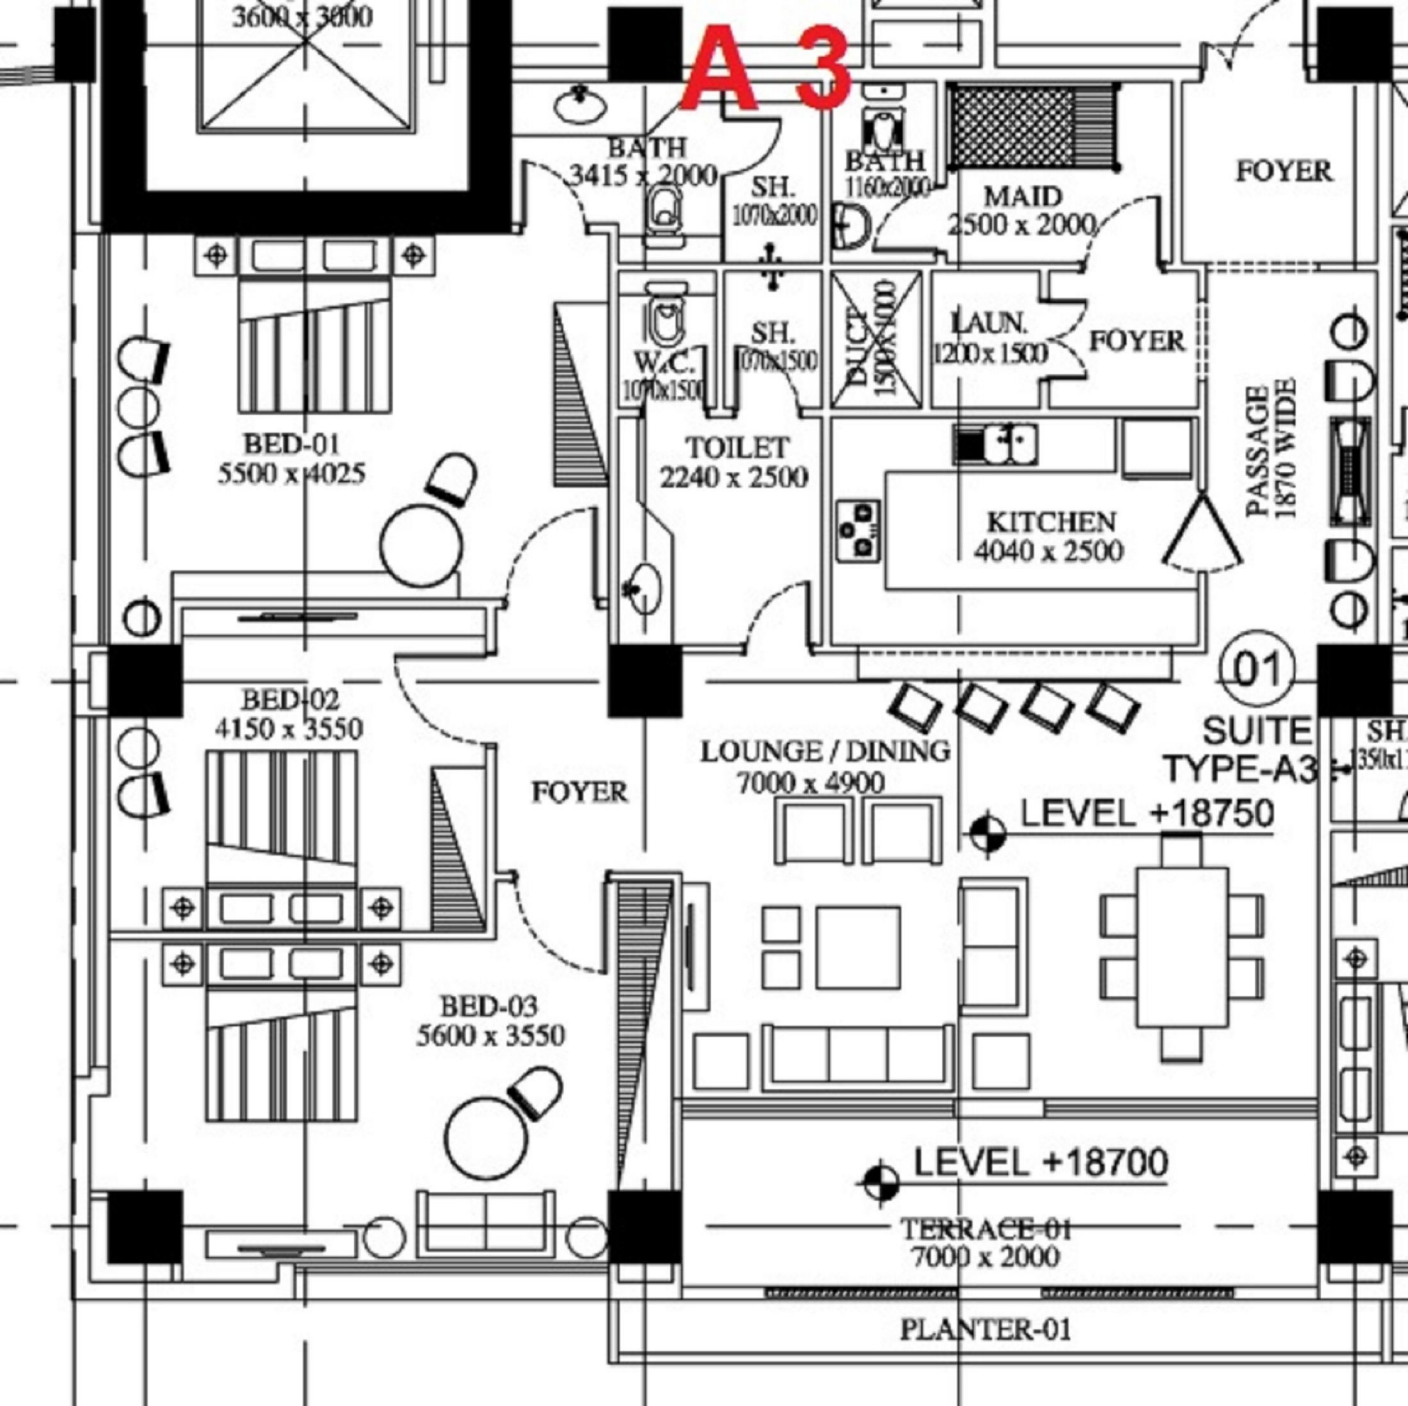 3600 x 3000
A 3
BATH
3415 x 2000
SH.
1070x2000
BATH
1160x2000
MAID
2500 x 2000
FOYER
W.C.
1070x1500
SH.
1070x1500
DUCT
1500X1000
LAUN.
1200 x 1500
FOYER
BED-01
5500 x 4025
TOILET
2240 x 2500
KITCHEN
4040 x 2500
PASSAGE
1870 WIDE
BED-02
4150 x 3550
FOYER
LOUNGE / DINING
7000 x 4900
01
SUITE
TYPE-A3
LEVEL +18750
SH.
BED-03
5600 x 3550
LEVEL +18700
TERRACE-01
7000 x 2000
PLANTER-01